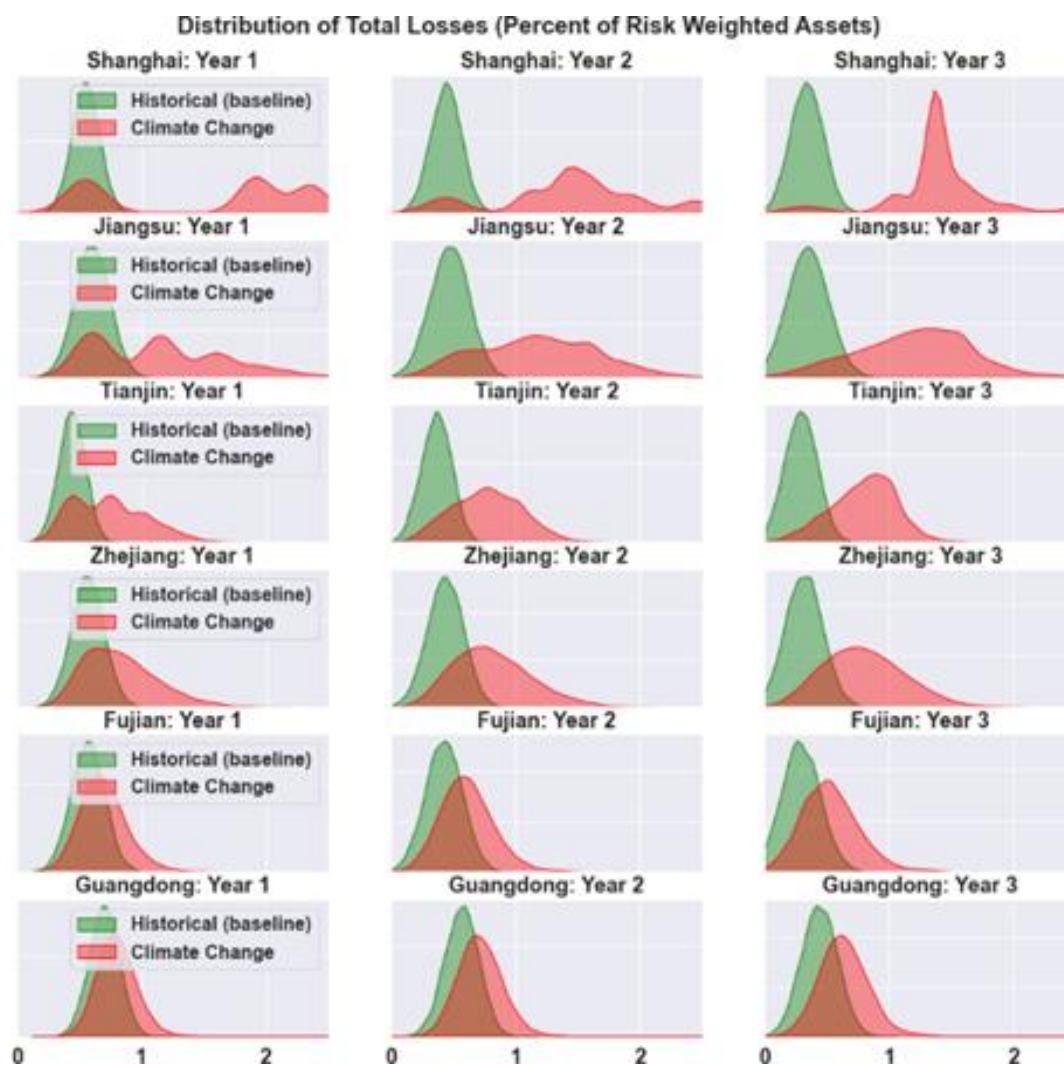 Distribution of Total Losses (Percent of Risk Weighted Assets)
Shanghai: Year 1
Shanghai: Year 2
Shanghai: Year 3
Historical (baseline)
Climate Change
Jiangsu: Year 1
Jiangsu: Year 2
Jiangsu: Year 3
Historical (baseline)
Climate Change
Tianjin: Year 1
Tianjin: Year 2
Tianjin: Year 3
Historical (baseline)
Climate Change
Zhejiang: Year 1
Zhejiang: Year 2
Zhejiang: Year 3
Historical (baseline)
Climate Change
Fujian: Year 1
Fujian: Year 2
Fujian: Year 3
Historical (baseline)
Climate Change
Guangdong: Year 1
Guangdong: Year 2
Guangdong: Year 3
Historical (baseline)
Climate Change
0 1 2
0 1 2
0 1 2